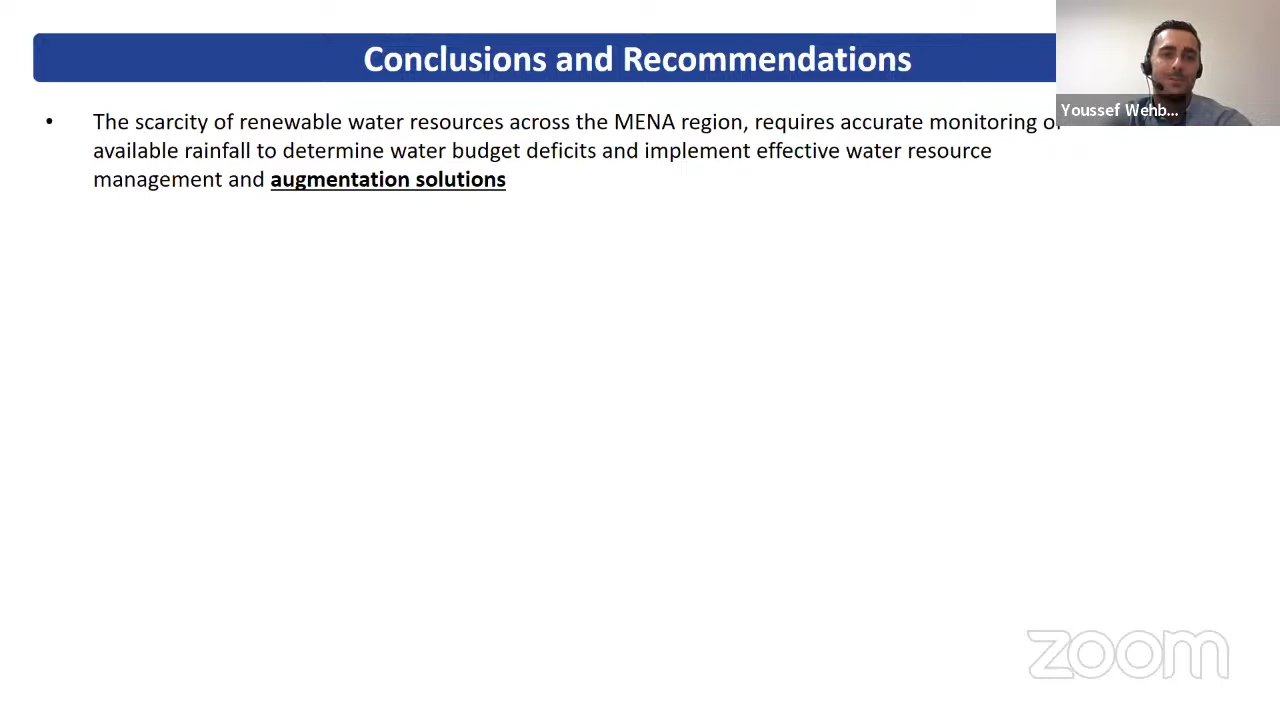 Conclusions and Recommendations
Youssef Wehb...
• The scarcity of renewable water resources across the MENA region, requires accurate monitoring of
available rainfall to determine water budget deficits and implement effective water resource
management and augmentation solutions
zoom